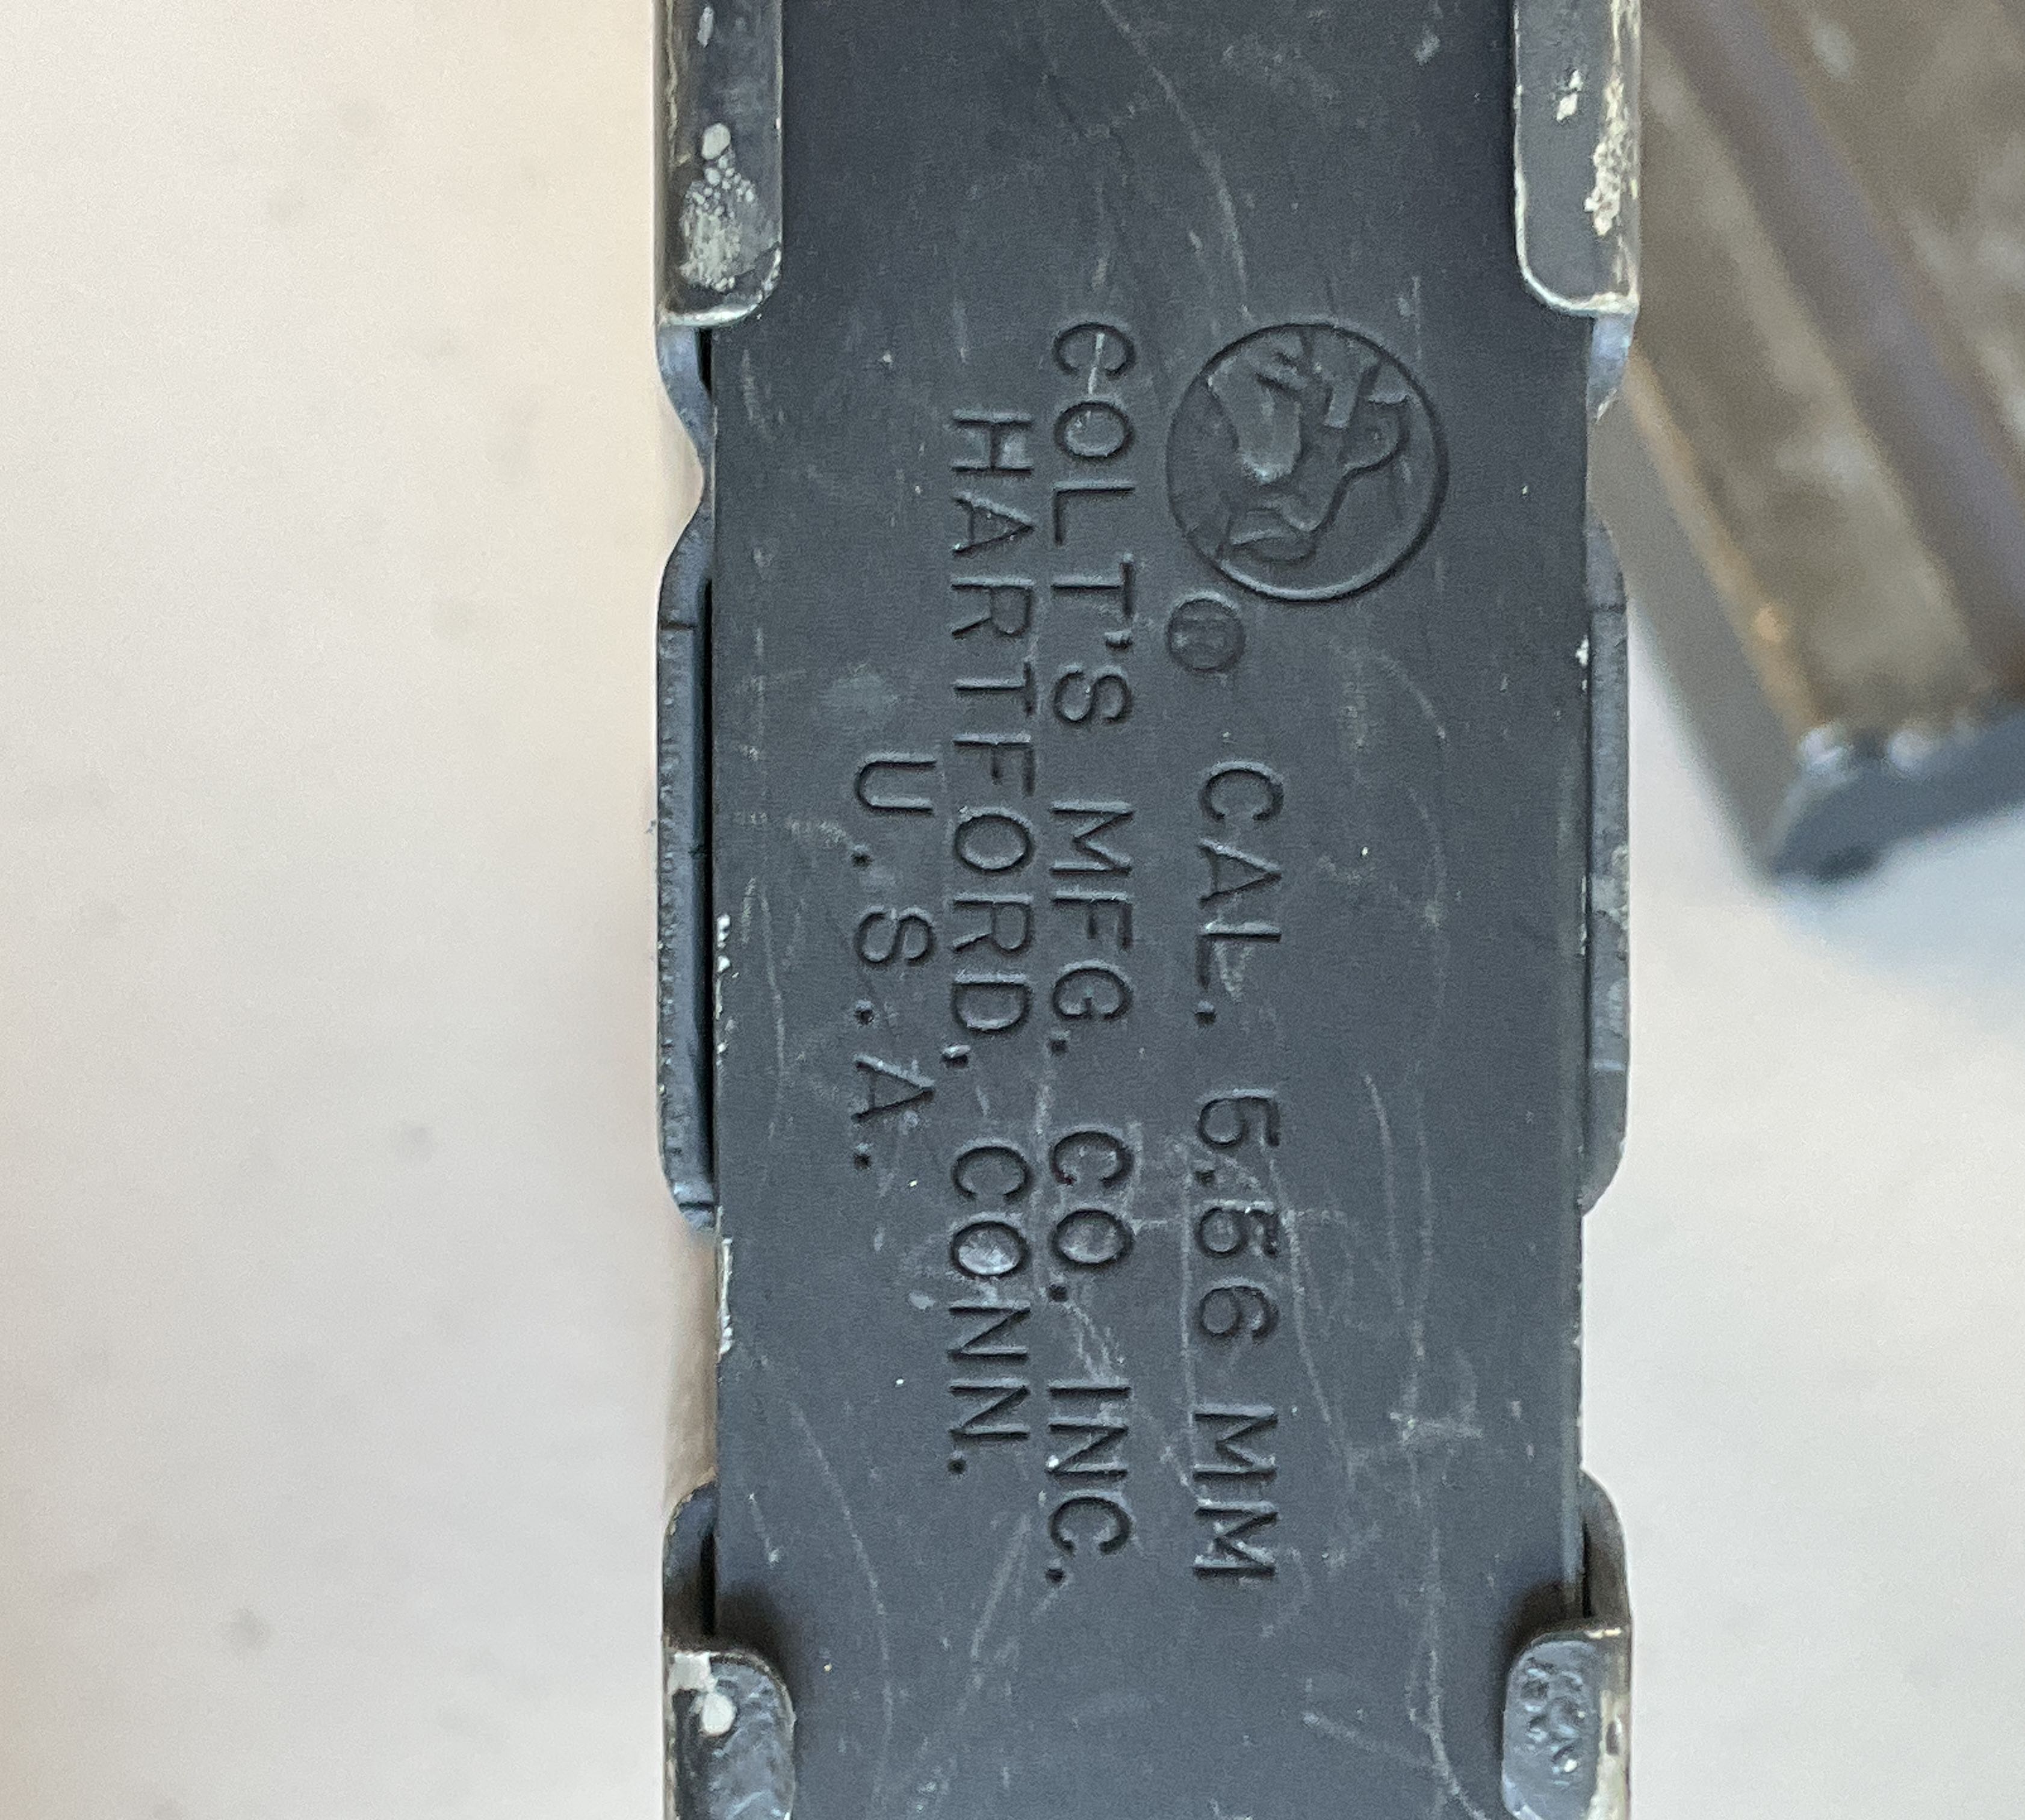 ® CAL. 5.56 MM
COLT'S MFG. CO. INC.
HARTFORD, CONN.
U.S.A.